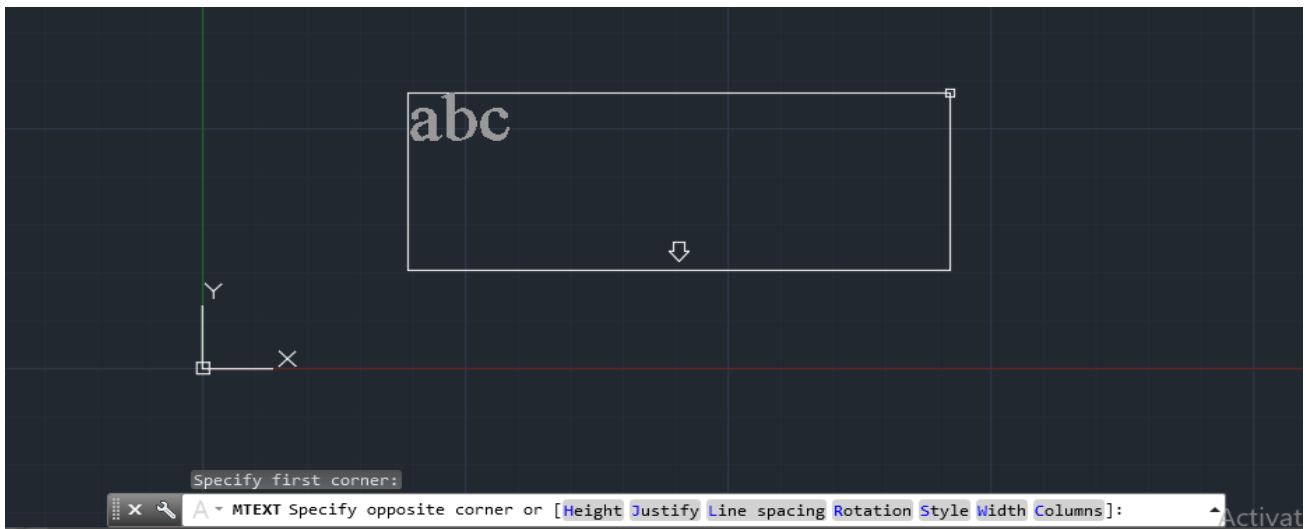 abc
Y
X
Specify first corner:
A MTEXT Specify opposite corner or [Height Justify Line spacing Rotation Style Width Columns]:
Activat